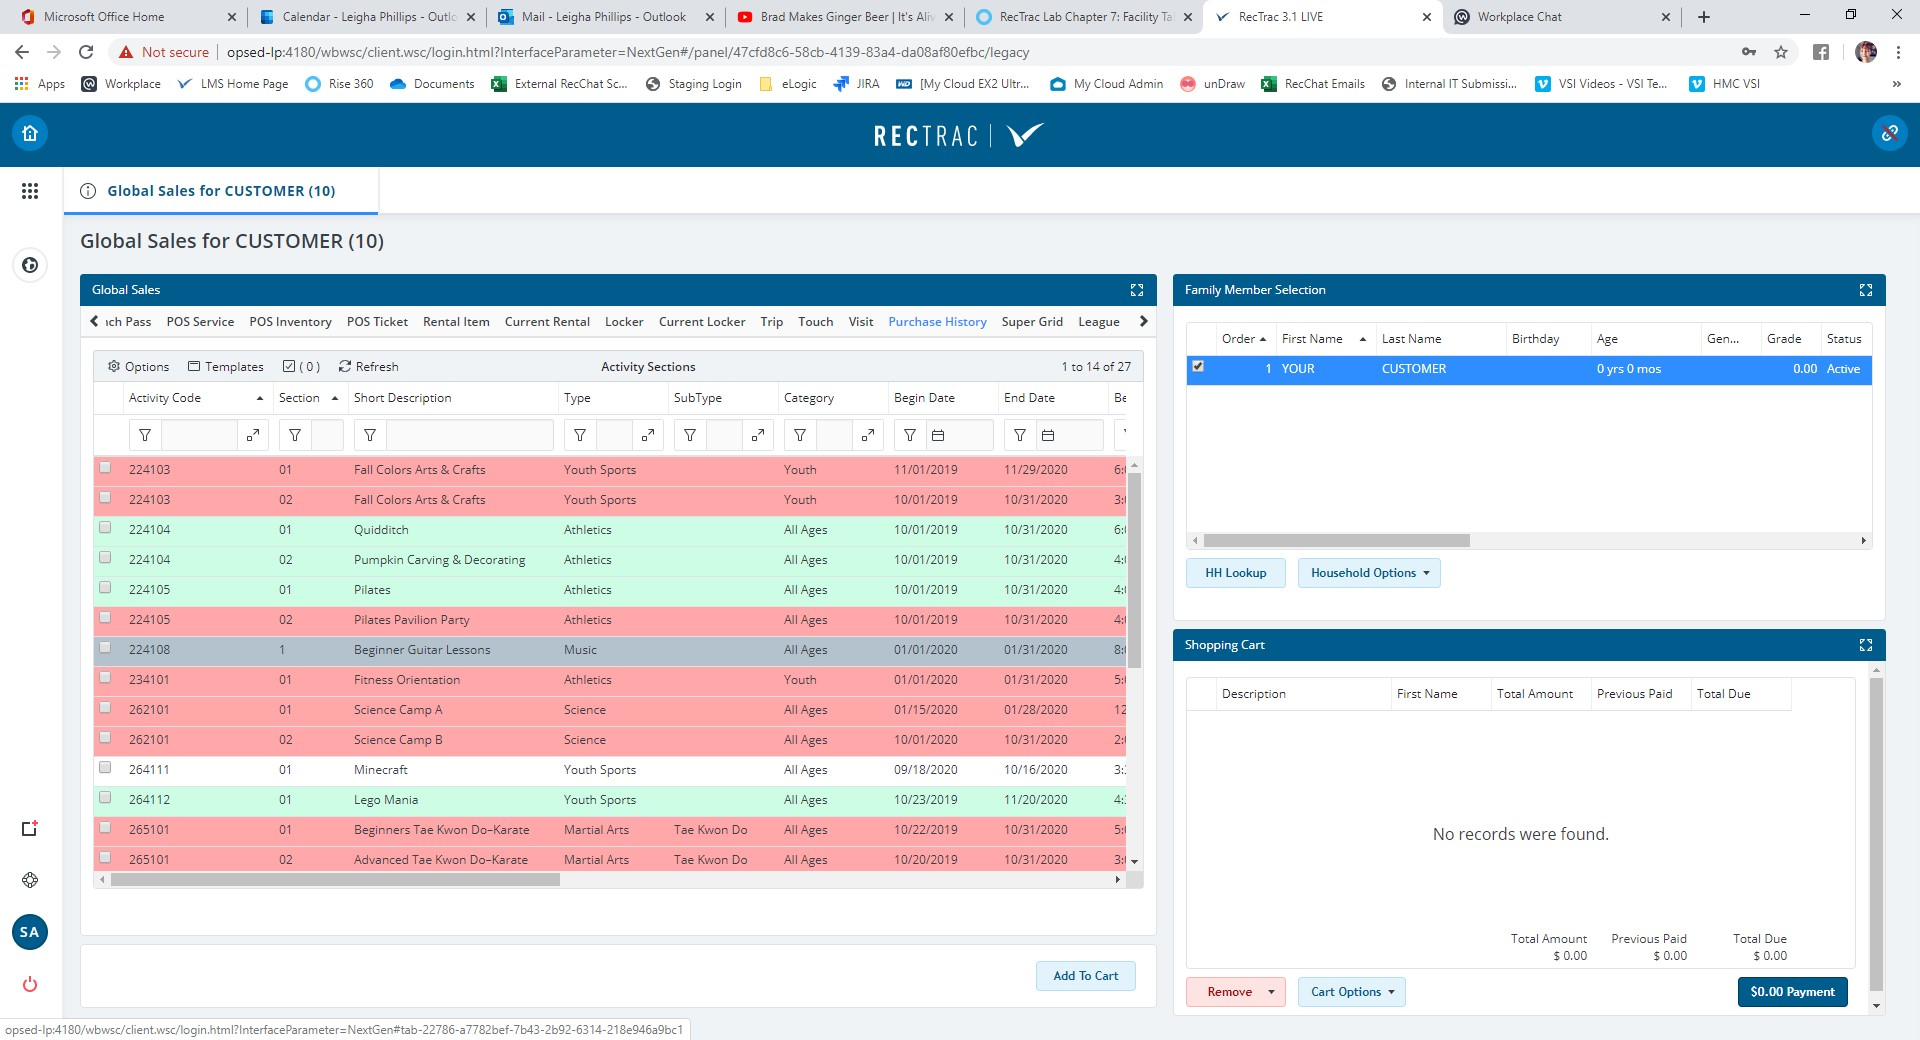 Microsoft Office Home
Calendar - Leigha Phillips - Outlo
Mail - Leigha Phillips - Outlook
Brad Makes Ginger Beer | It's Aliv
RecTrac Lab Chapter 7: Facility Ta
RecTrac 3.1 LIVE
Workplace Chat
Not secure
opsed-lp:4180/wbwsc/client.wsc/login.html?InterfaceParameter=NextGen#/panel/47cfd8c6-58cb-4139-83a4-da08af80efbc/legacy
Apps
Workplace
LMS Home Page
Rise 360
Documents
External RecChat Sc...
Staging Login
eLogic
JIRA
[My Cloud EX2 Ultr...
My Cloud Admin
unDraw
RecChat Emails
Internal IT Submissi...
VSI Videos - VSI Te...
HMC VSI
RECTRAC
Global Sales for CUSTOMER (10)
Global Sales for CUSTOMER (10)
Global Sales
ich Pass POS Service POS Inventory POS Ticket Rental Item Current Rental Locker Current Locker Trip Touch Visit Purchase History Super Grid League
Options Templates ( 0 ) Refresh Activity Sections 1 to 14 of 27
Activity Code Section Short Description Type SubType Category Begin Date End Date Be
224103 01 Fall Colors Arts & Crafts Youth Sports Youth 11/01/2019 11/29/2020 6:
224103 02 Fall Colors Arts & Crafts Youth Sports Youth 10/01/2019 10/31/2020 3:
224104 01 Quidditch Athletics All Ages 10/01/2019 10/31/2020 6:
224104 02 Pumpkin Carving & Decorating Athletics All Ages 10/01/2019 10/31/2020 4:
224105 01 Pilates Athletics All Ages 10/01/2019 10/31/2020 4:
224105 02 Pilates Pavilion Party Athletics All Ages 10/01/2019 10/31/2020 4:
224108 1 Beginner Guitar Lessons Music All Ages 01/01/2020 01/31/2020 8:
234101 01 Fitness Orientation Athletics Youth 01/01/2020 01/31/2020 5:
262101 01 Science Camp A Science All Ages 01/15/2020 01/28/2020 12
262101 02 Science Camp B Science All Ages 10/01/2020 10/31/2020 2:
264111 01 Minecraft Youth Sports All Ages 09/18/2020 10/16/2020 3:
264112 01 Lego Mania Youth Sports All Ages 10/23/2019 11/20/2020 4:
265101 01 Beginners Tae Kwon Do–Karate Martial Arts Tae Kwon Do All Ages 10/22/2019 10/31/2020 5:
265101 02 Advanced Tae Kwon Do–Karate Martial Arts Tae Kwon Do All Ages 10/20/2019 10/31/2020 3:
Add To Cart
Family Member Selection
Order First Name Last Name Birthday Age Gen... Grade Status
1 YOUR CUSTOMER 0 yrs 0 mos 0.00 Active
HH Lookup
Household Options
Shopping Cart
Description First Name Total Amount Previous Paid Total Due
No records were found.
Total Amount Previous Paid Total Due
$ 0.00 $ 0.00 $ 0.00
Remove
Cart Options
$0.00 Payment
SA
opsed-lp:4180/wbwsc/client.wsc/login.html?InterfaceParameter=NextGen#tab-22786-a7782bef-7b43-2b92-6314-218e946a9bc1